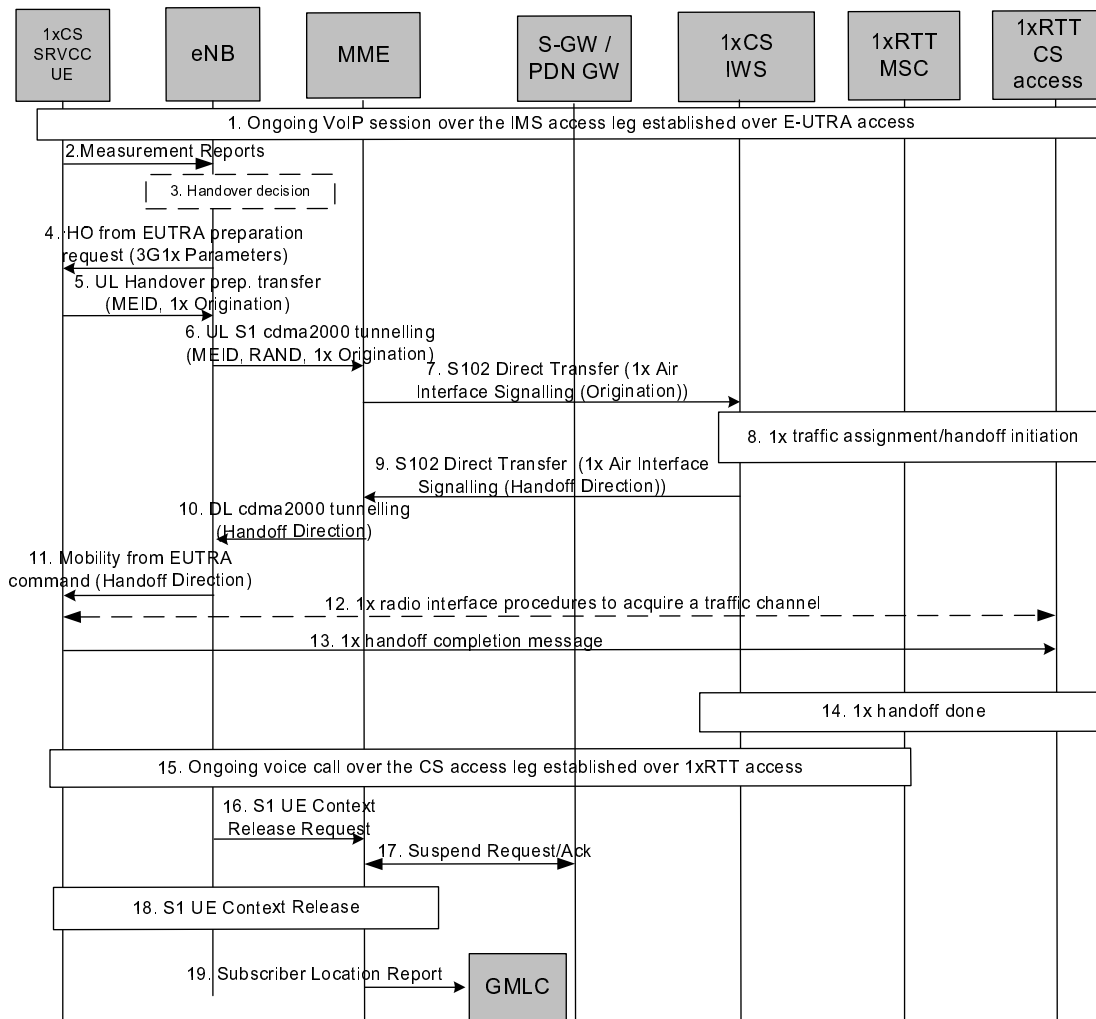 1xCS
SRVCC
UE
eNB
MME
S-GW /
PDN GW
1xCS
IWS
1xRTT
MSC
1xRTT
CS
access
1. Ongoing VoIP session over the IMS access leg established over E-UTRA access
2.Measurement Reports
3. Handover decision
4. HO from EUTRA preparation
request (3G1x Parameters)
5. UL Handover prep. transfer
(MEID, 1x Origination)
6. UL S1 cdma2000 tunnelling
(MEID, RAND, 1x Origination)
7. S102 Direct Transfer (1x Air
Interface Signalling (Origination))
8. 1x traffic assignment/handoff initiation
9. S102 Direct Transfer (1x Air Interface
Signalling (Handoff Direction))
10. DL cdma2000 tunnelling
(Handoff Direction)
11. Mobility from EUTRA
command (Handoff Direction)
12. 1x radio interface procedures to acquire a traffic channel
13. 1x handoff completion message
14. 1x handoff done
15. Ongoing voice call over the CS access leg established over 1xRTT access
16. S1 UE Context
Release Request
17. Suspend Request/Ack
18. S1 UE Context Release
19. Subscriber Location Report
GMLC